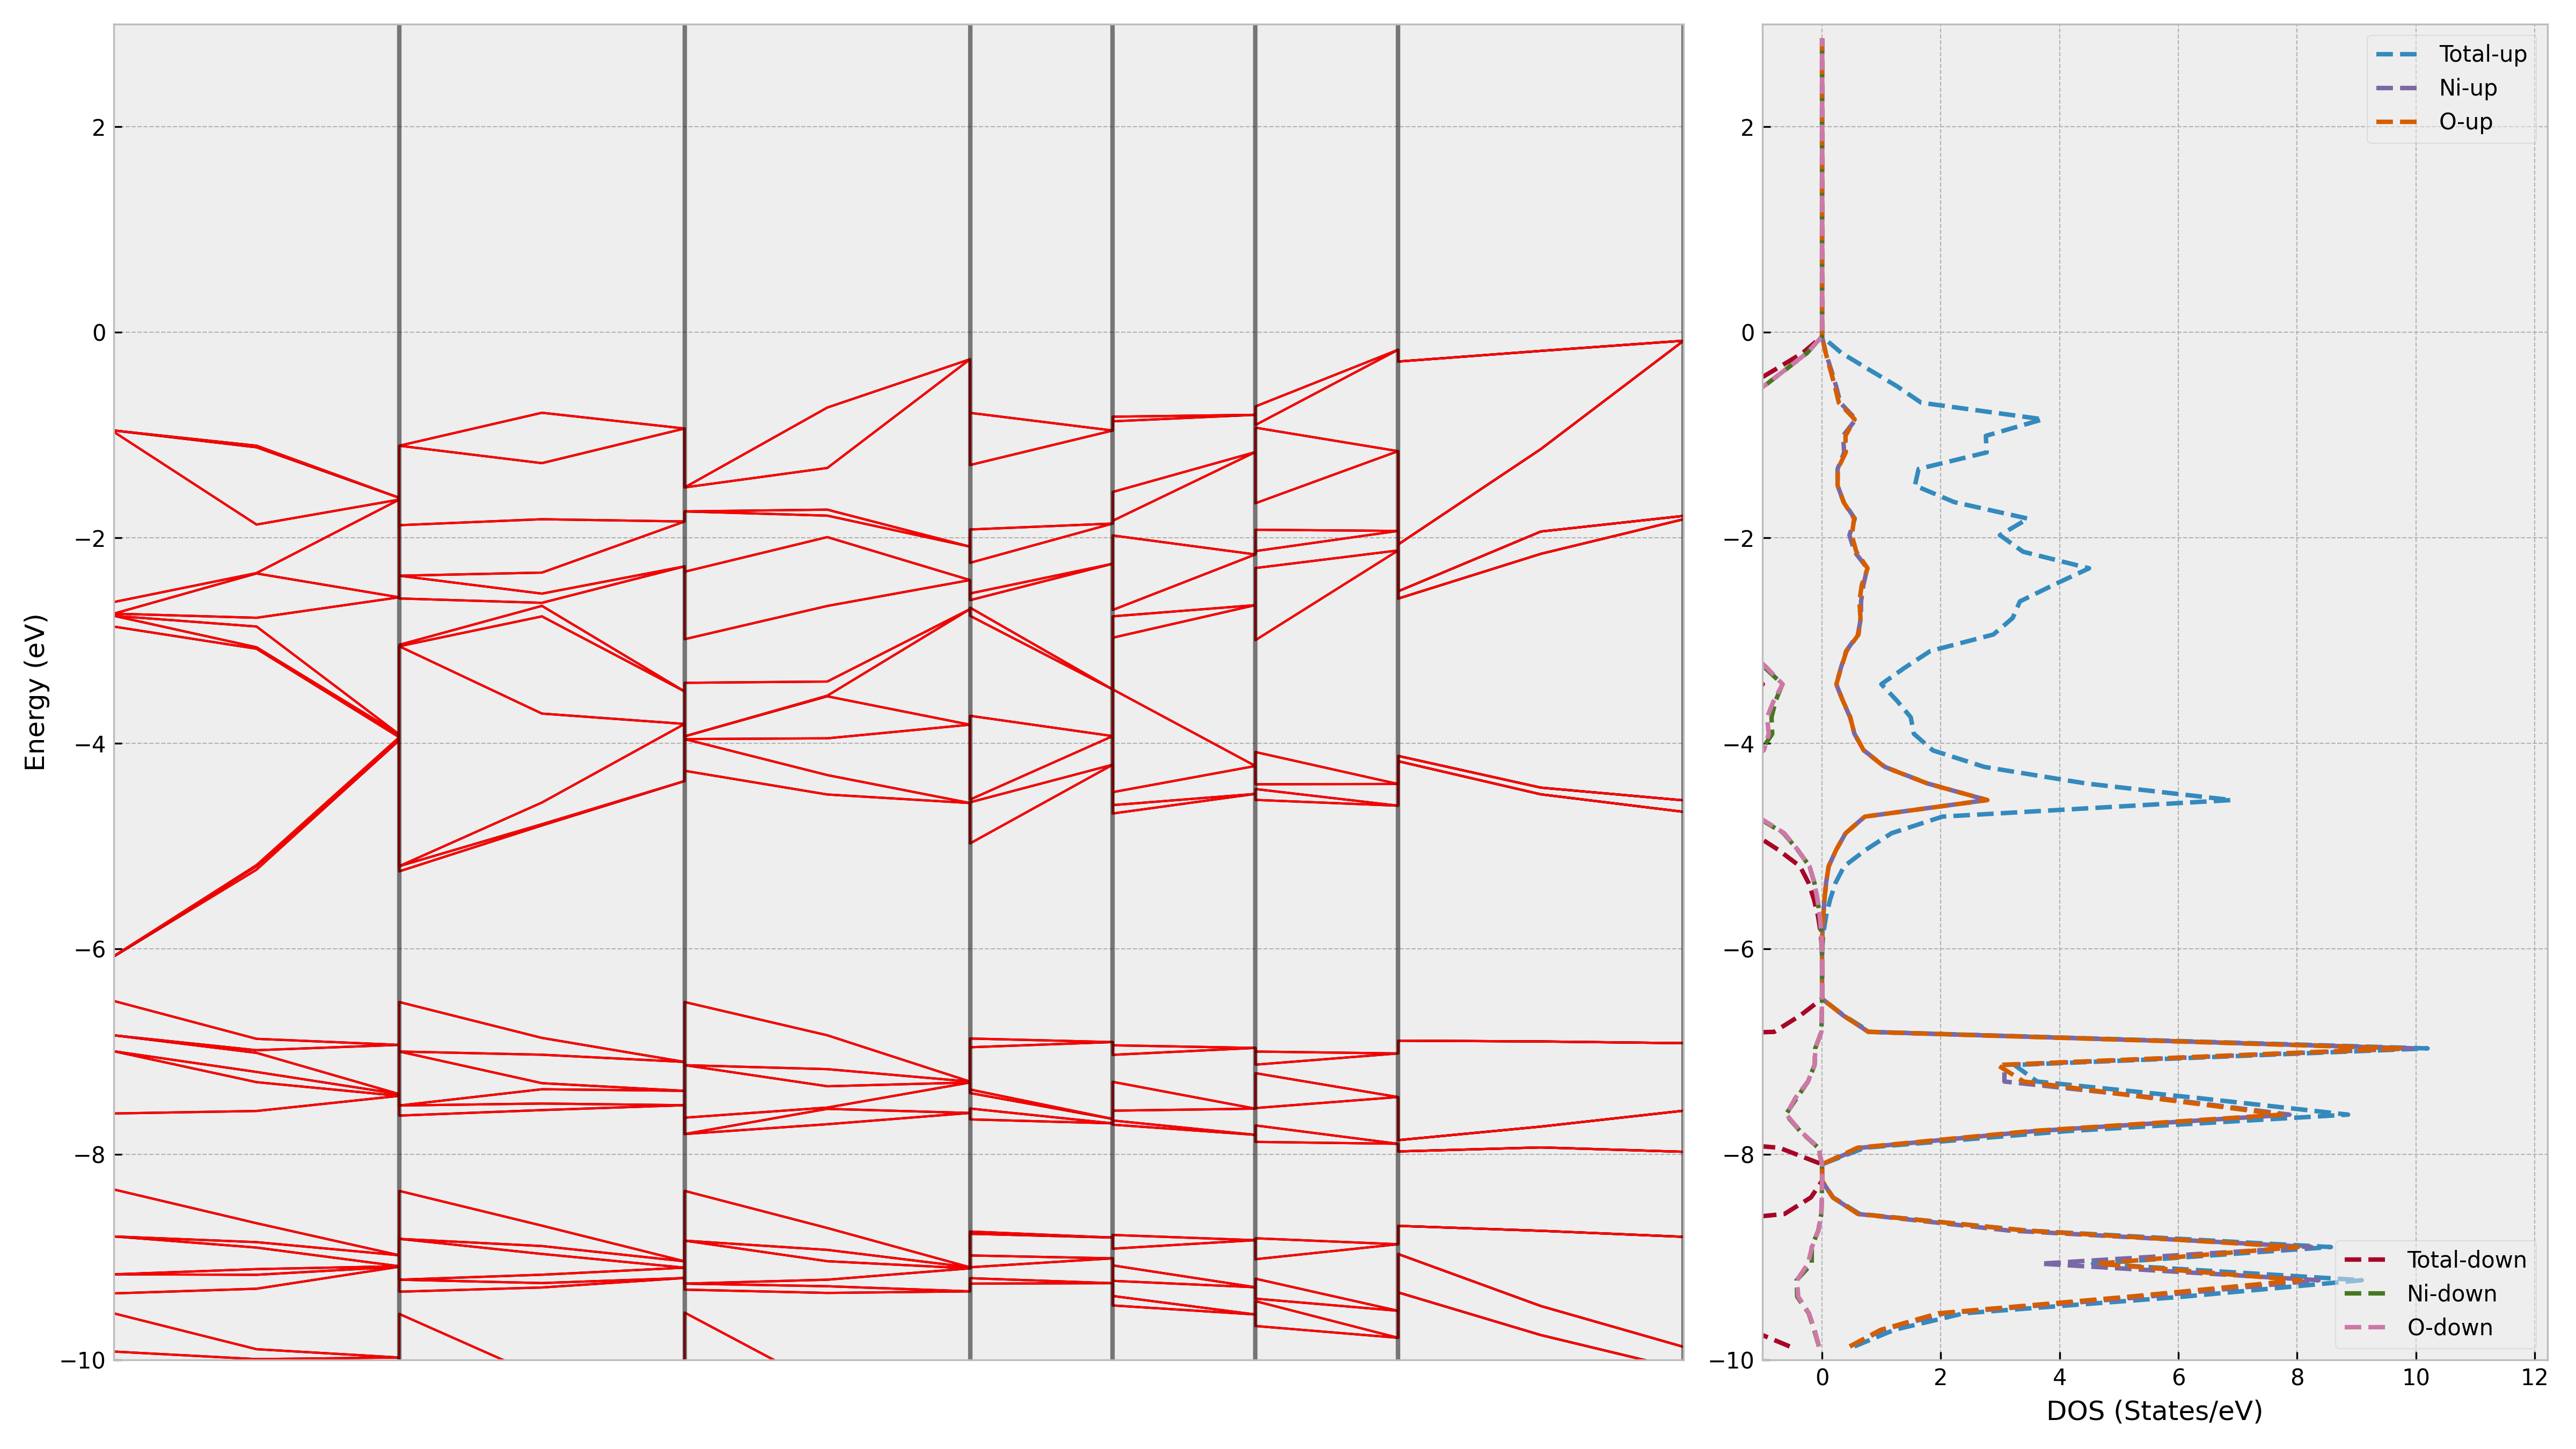 Energy (eV)
2
0
−2
−4
−6
−8
−10
2
0
−2
−4
−6
−8
−10
Total-up
Ni-up
O-up
Total-down
Ni-down
O-down
0 2 4 6 8 10 12
DOS (States/eV)